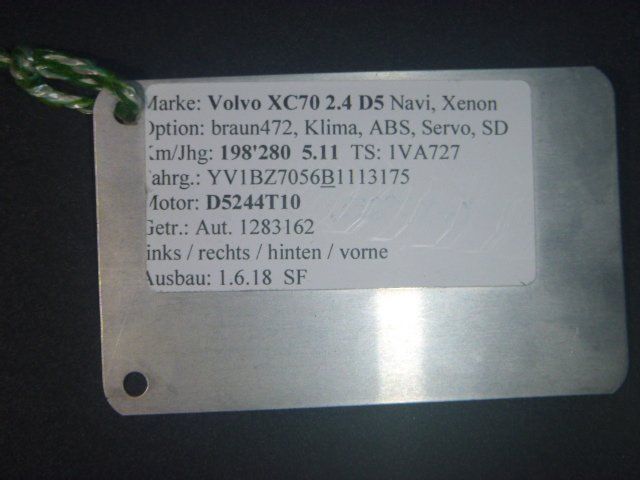 Marke: Volvo XC70 2.4 D5 Navi, Xenon
Option: braun472, Klima, ABS, Servo, SD
Km/Jhg: 198'280 5.11 TS: 1VA727
Fahrg.: YV1BZ7056B1113175
Motor: D5244T10
Getr.: Aut. 1283162
links / rechts / hinten / vorne
Ausbau: 1.6.18 SF